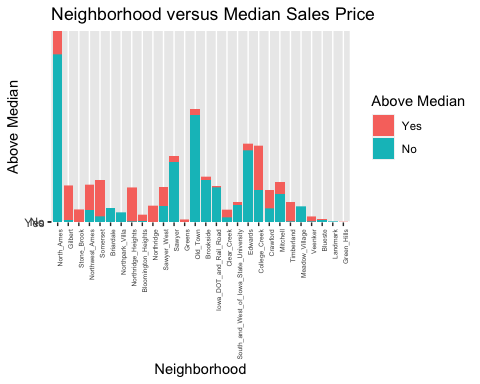 Neighborhood versus Median Sales Price
Above Median
Above Median
Yes
No
North_Ames
Gilbert
Stone_Brook
Northwest_Ames
Somerset
Briardale
Northpark_Villa
Northridge_Heights
Bloomington_Heights
Northridge
Sawyer_West
Sawyer
Greens
Old_Town
Brookside
Iowa_DOT_and_Rail_Road
Clear_Creek
South_and_West_of_Iowa_State_University
Edwards
College_Creek
Crawford
Mitchell
Timberland
Meadow_Village
Veenker
Blueste
Landmark
Green_Hills
Neighborhood